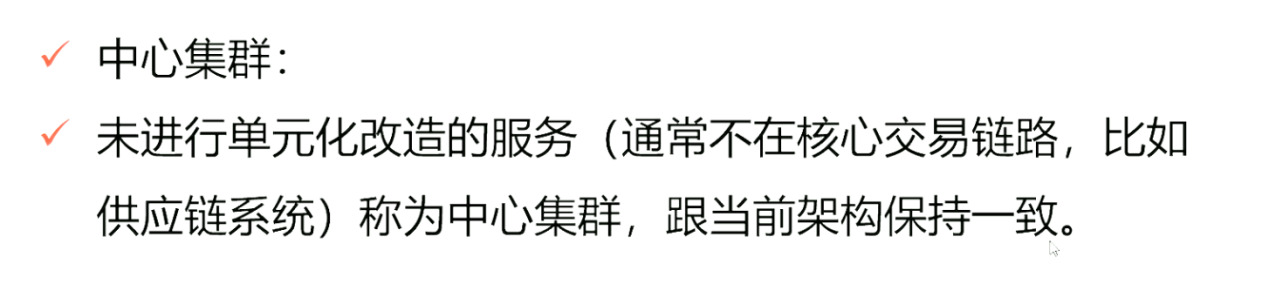 中心集群：
未进行单元化改造的服务（通常不在核心交易链路，比如
供应链系统）称为中心集群，跟当前架构保持一致。